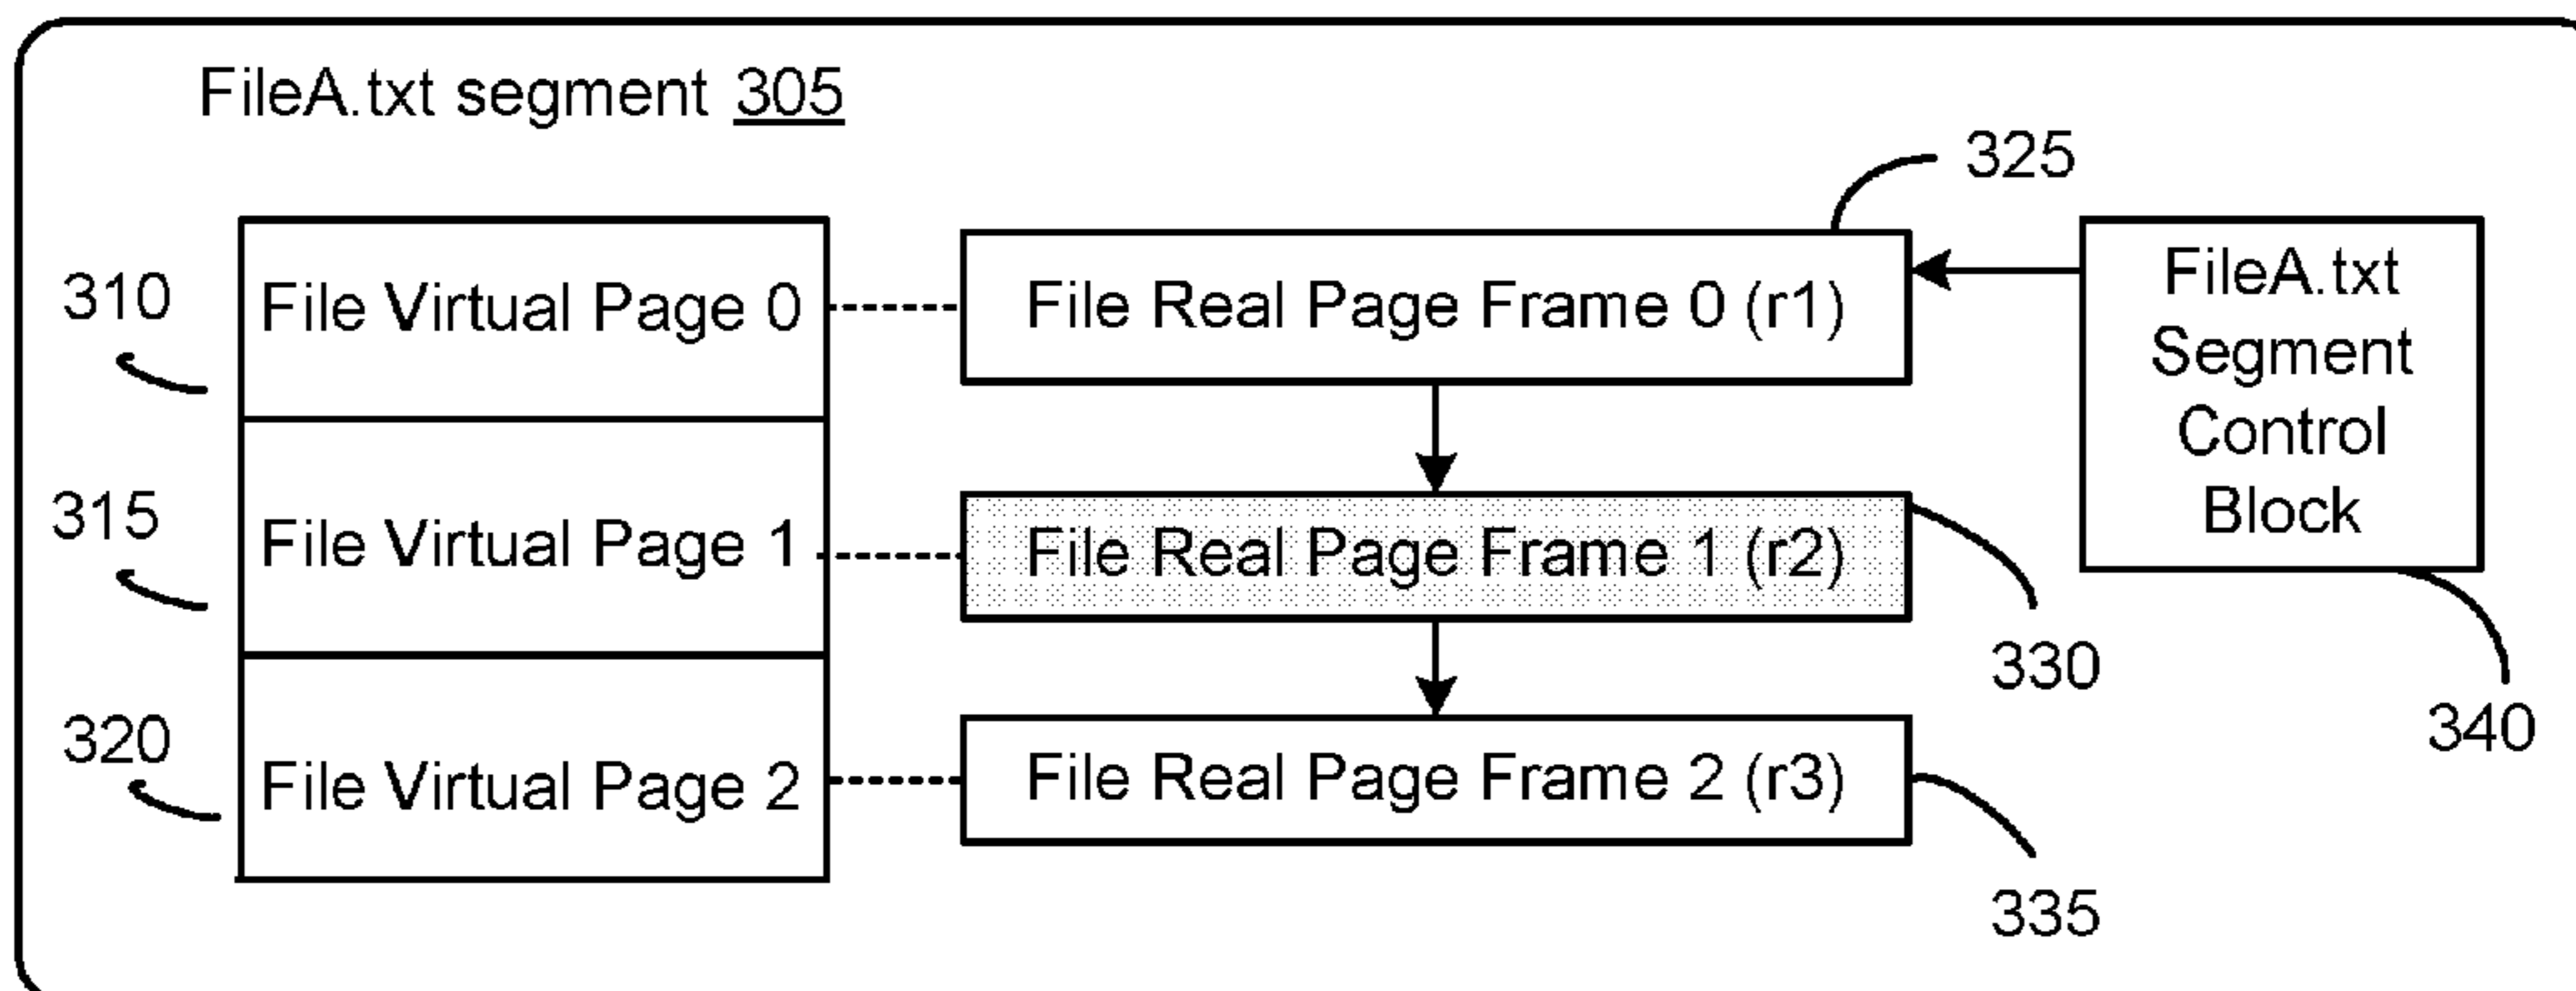 FileA.txt segment 305
325
310
File Virtual Page 0
File Real Page Frame 0 (r1)
FileA.txt
Segment
Control
Block
315
File Virtual Page 1
File Real Page Frame 1 (r2)
330
340
320
File Virtual Page 2
File Real Page Frame 2 (r3)
335